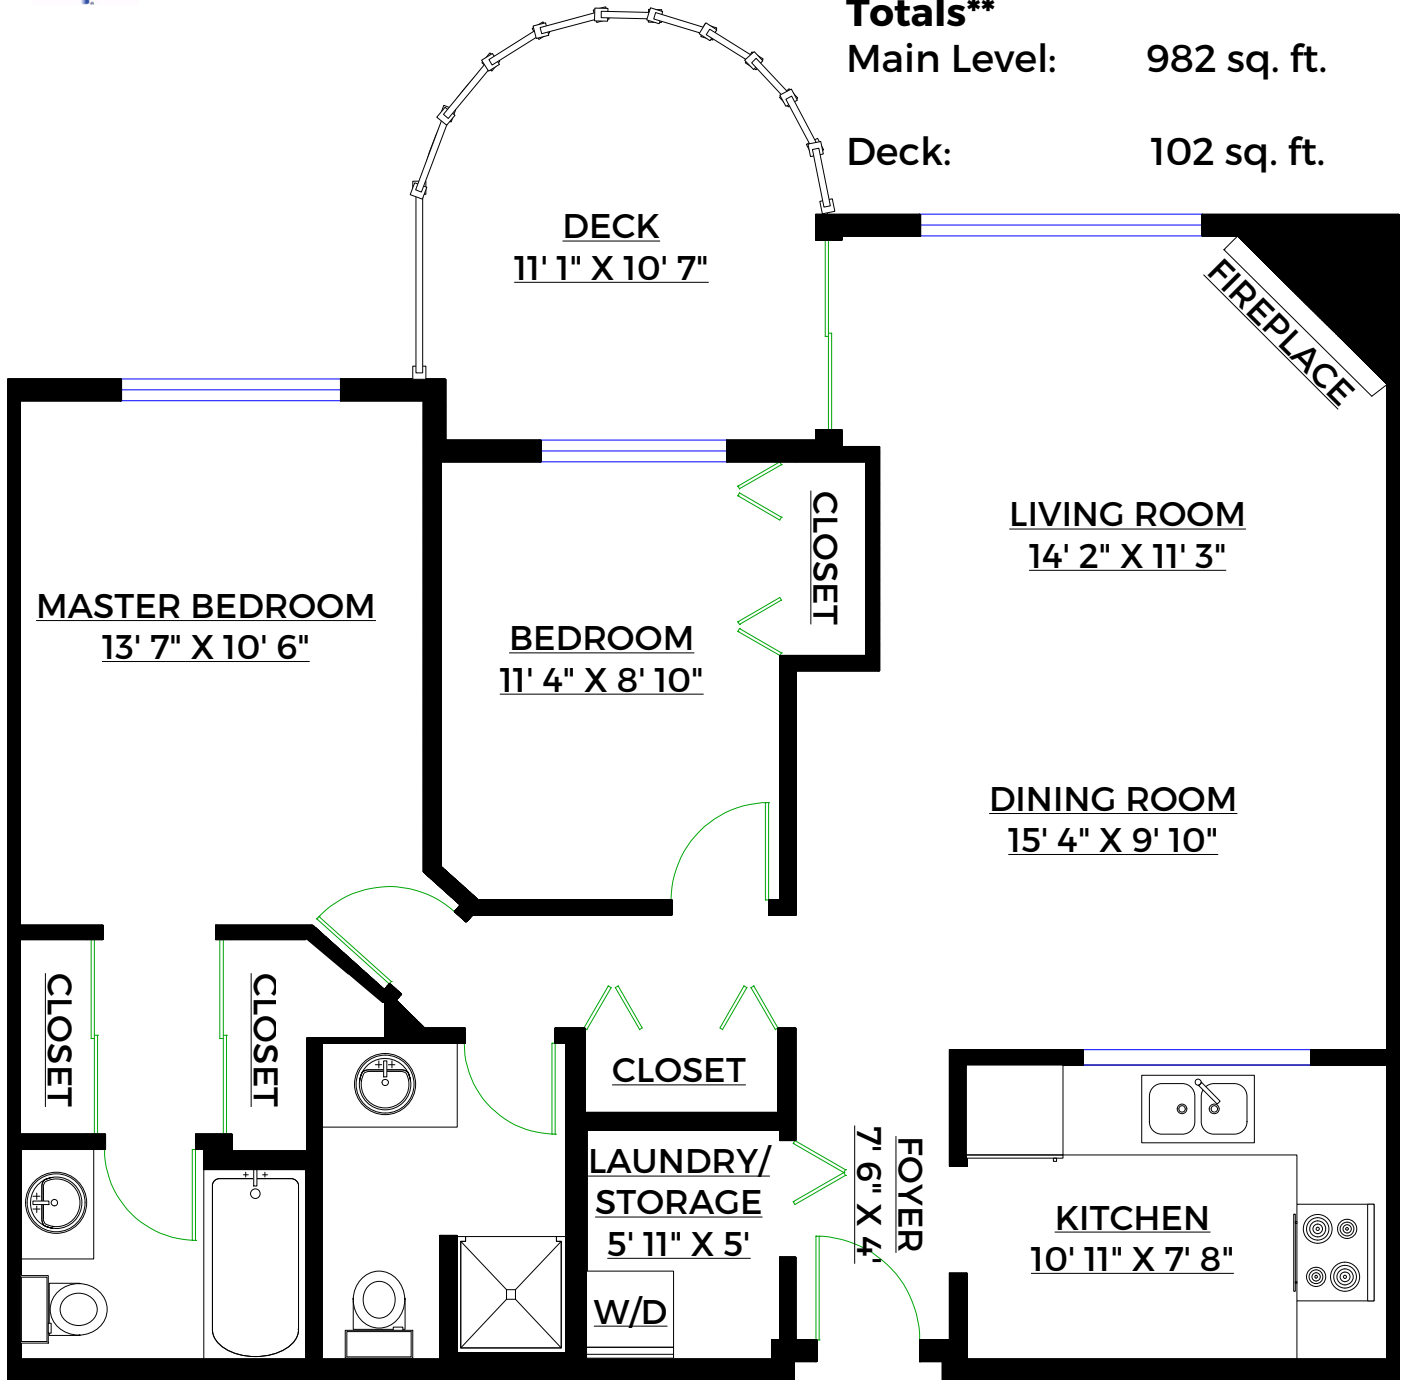 Totals**
Main Level: 982 sq. ft.
Deck: 102 sq. ft.
DECK
11' 1" X 10' 7"
FIREPLACE
LIVING ROOM
14' 2" X 11' 3"
CLOSET
MASTER BEDROOM
13' 7" X 10' 6"
BEDROOM
11' 4" X 8' 10"
DINING ROOM
15' 4" X 9' 10"
CLOSET
CLOSET
CLOSET
LAUNDRY/
STORAGE
5' 11" X 5'
W/D
FOYER
7' 6" X 4'
KITCHEN
10' 11" X 7' 8"